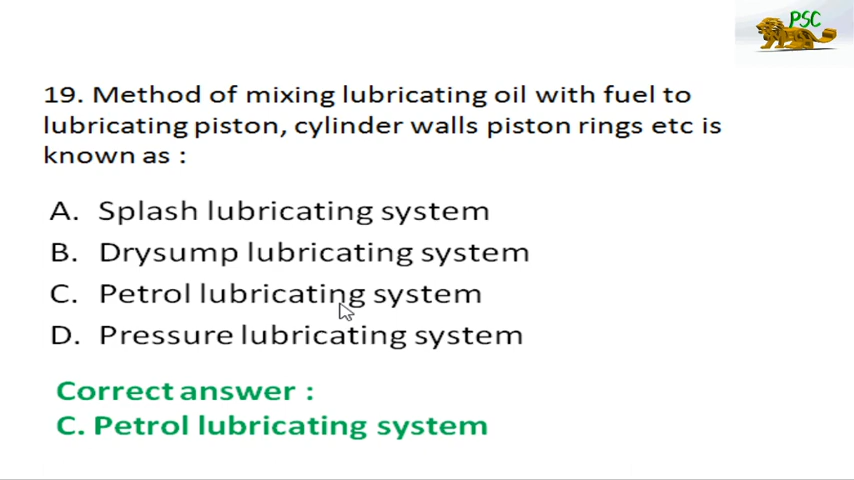 PSC
19. Method of mixing lubricating oil with fuel to
lubricating piston, cylinder walls piston rings etc is
known as :
A. Splash lubricating system
B. Drysump lubricating system
C. Petrol lubricating system
D. Pressure lubricating system
Correct answer :
C. Petrol lubricating system